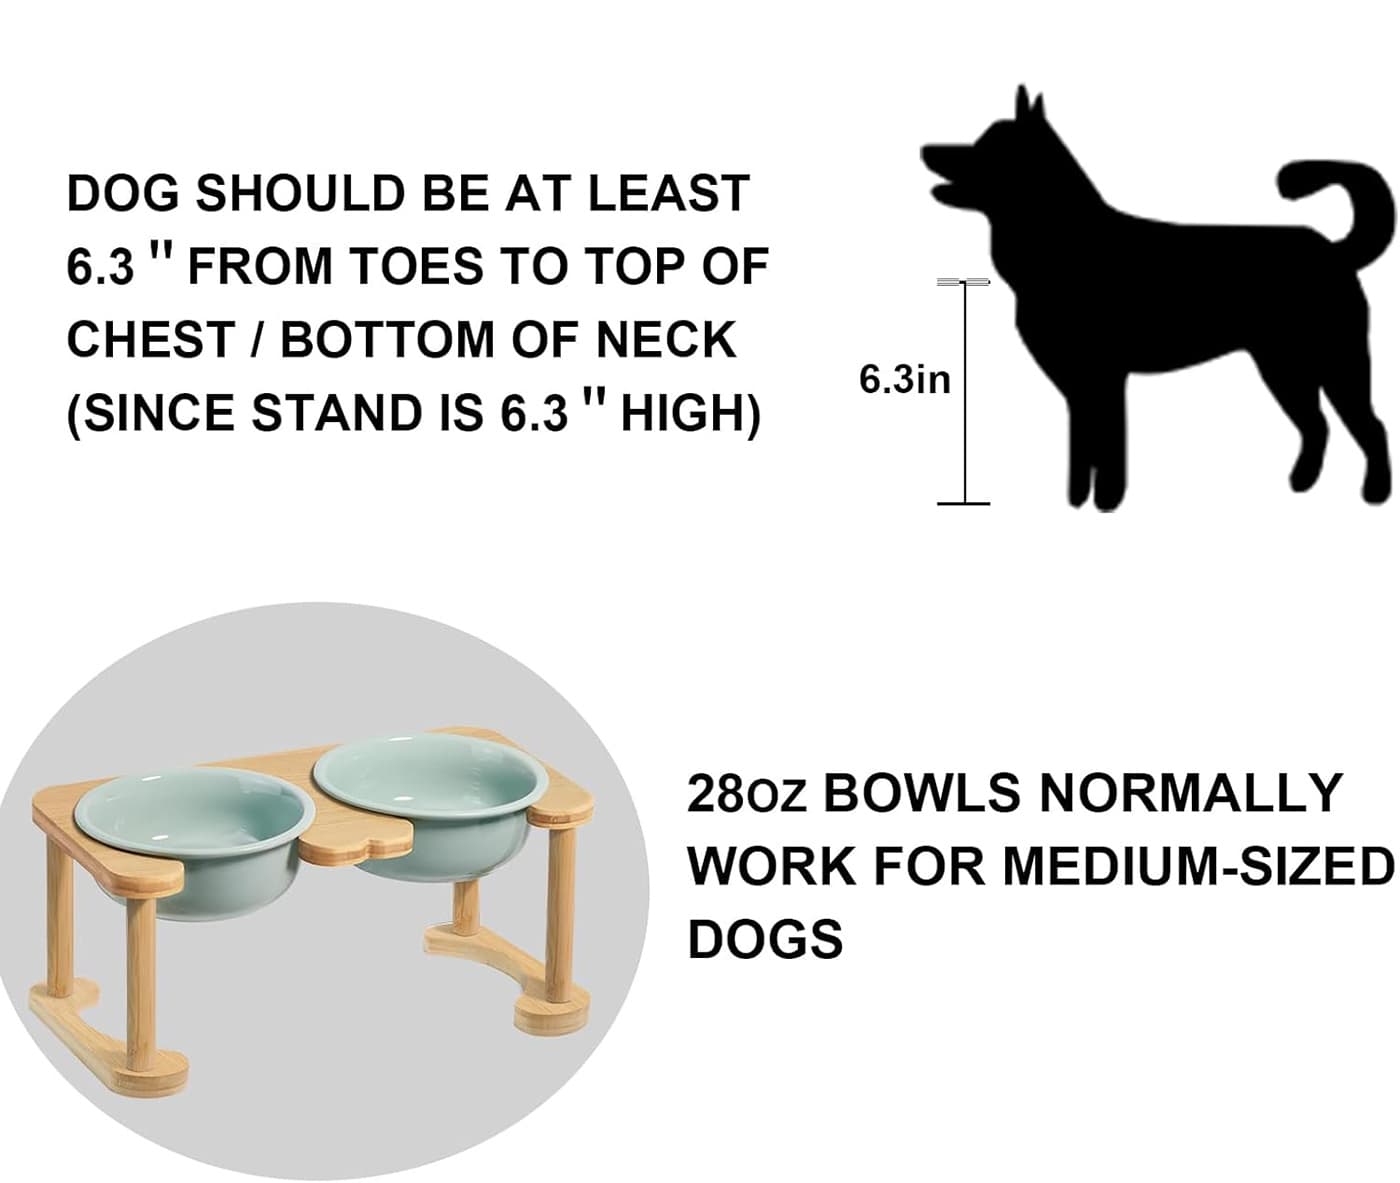 DOG SHOULD BE AT LEAST
6.3 " FROM TOES TO TOP OF
CHEST / BOTTOM OF NECK
(SINCE STAND IS 6.3 " HIGH)
6.3in
28oz BOWLS NORMALLY
WORK FOR MEDIUM-SIZED
DOGS